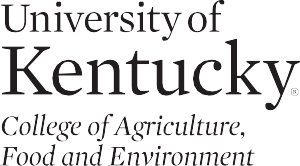 University of
Kentucky®
College of Agriculture,
Food and Environment